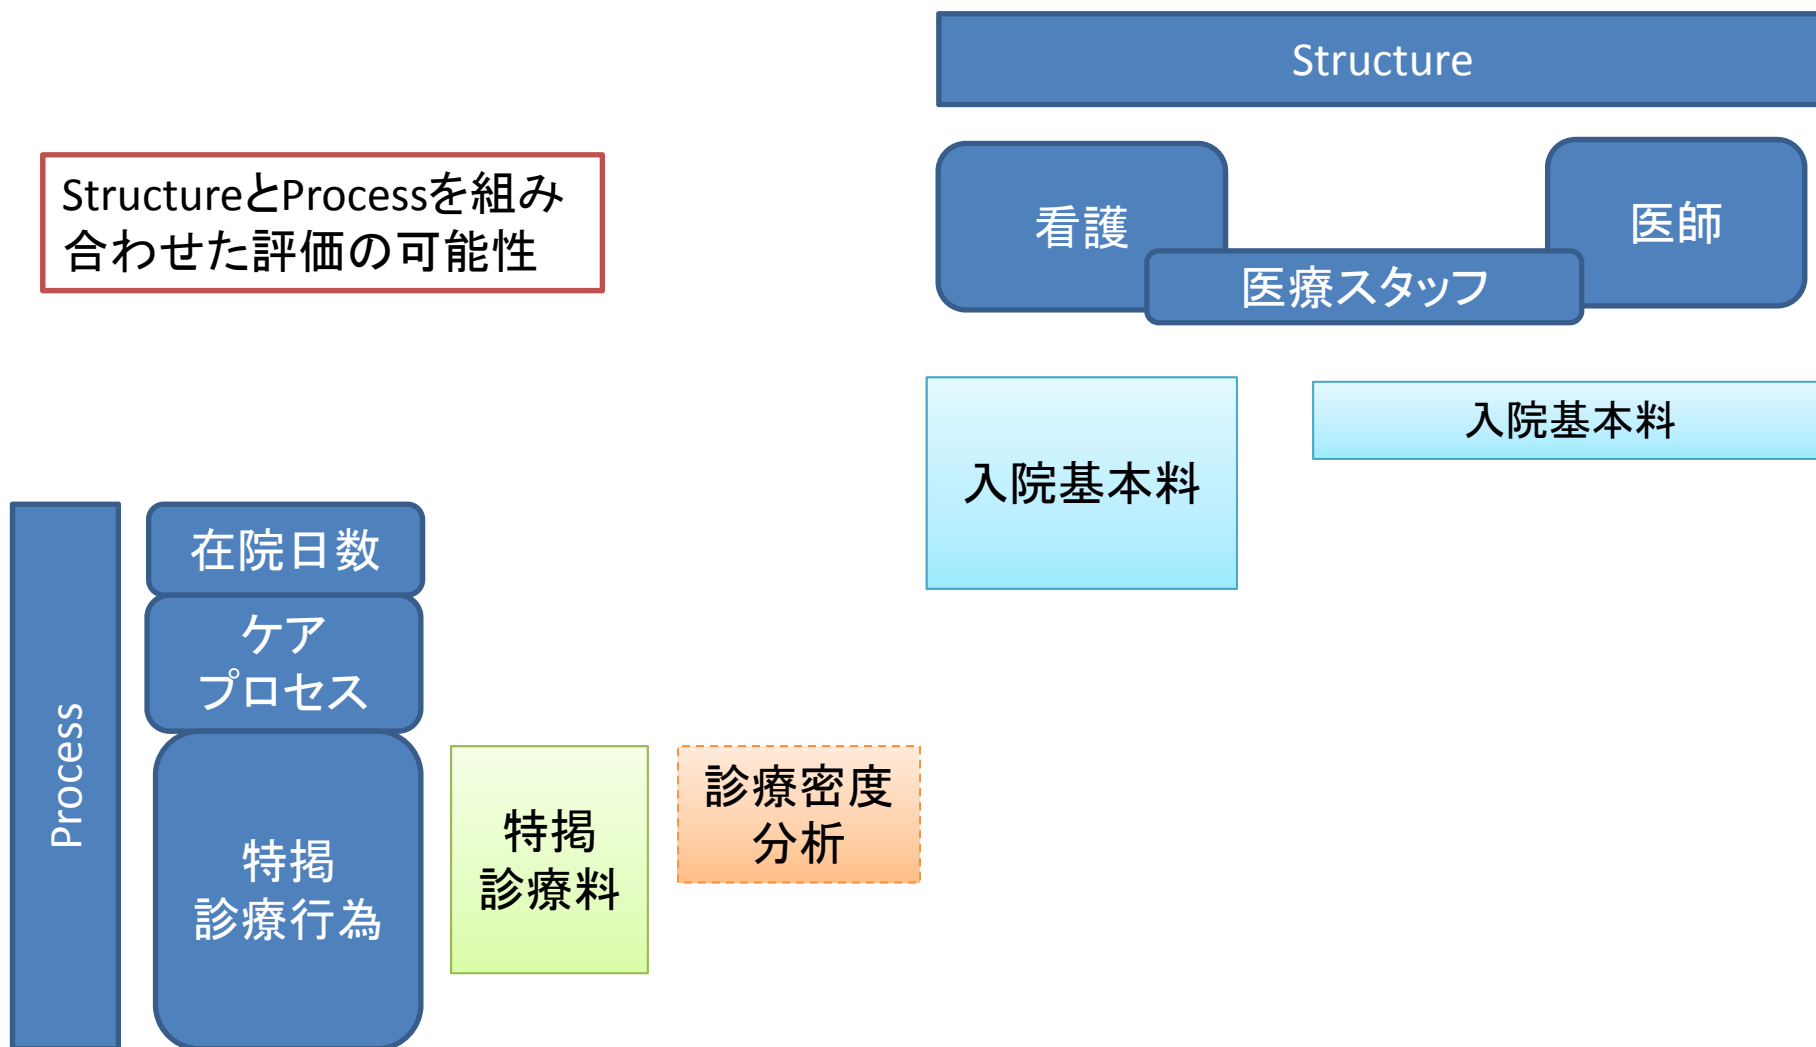 Structure
StructureとProcessを組み
合わせた評価の可能性
看護
医師
医療スタッフ
入院基本料
入院基本料
Process
在院日数
ケア
プロセス
特掲
診療行為
特掲
診療料
診療密度
分析